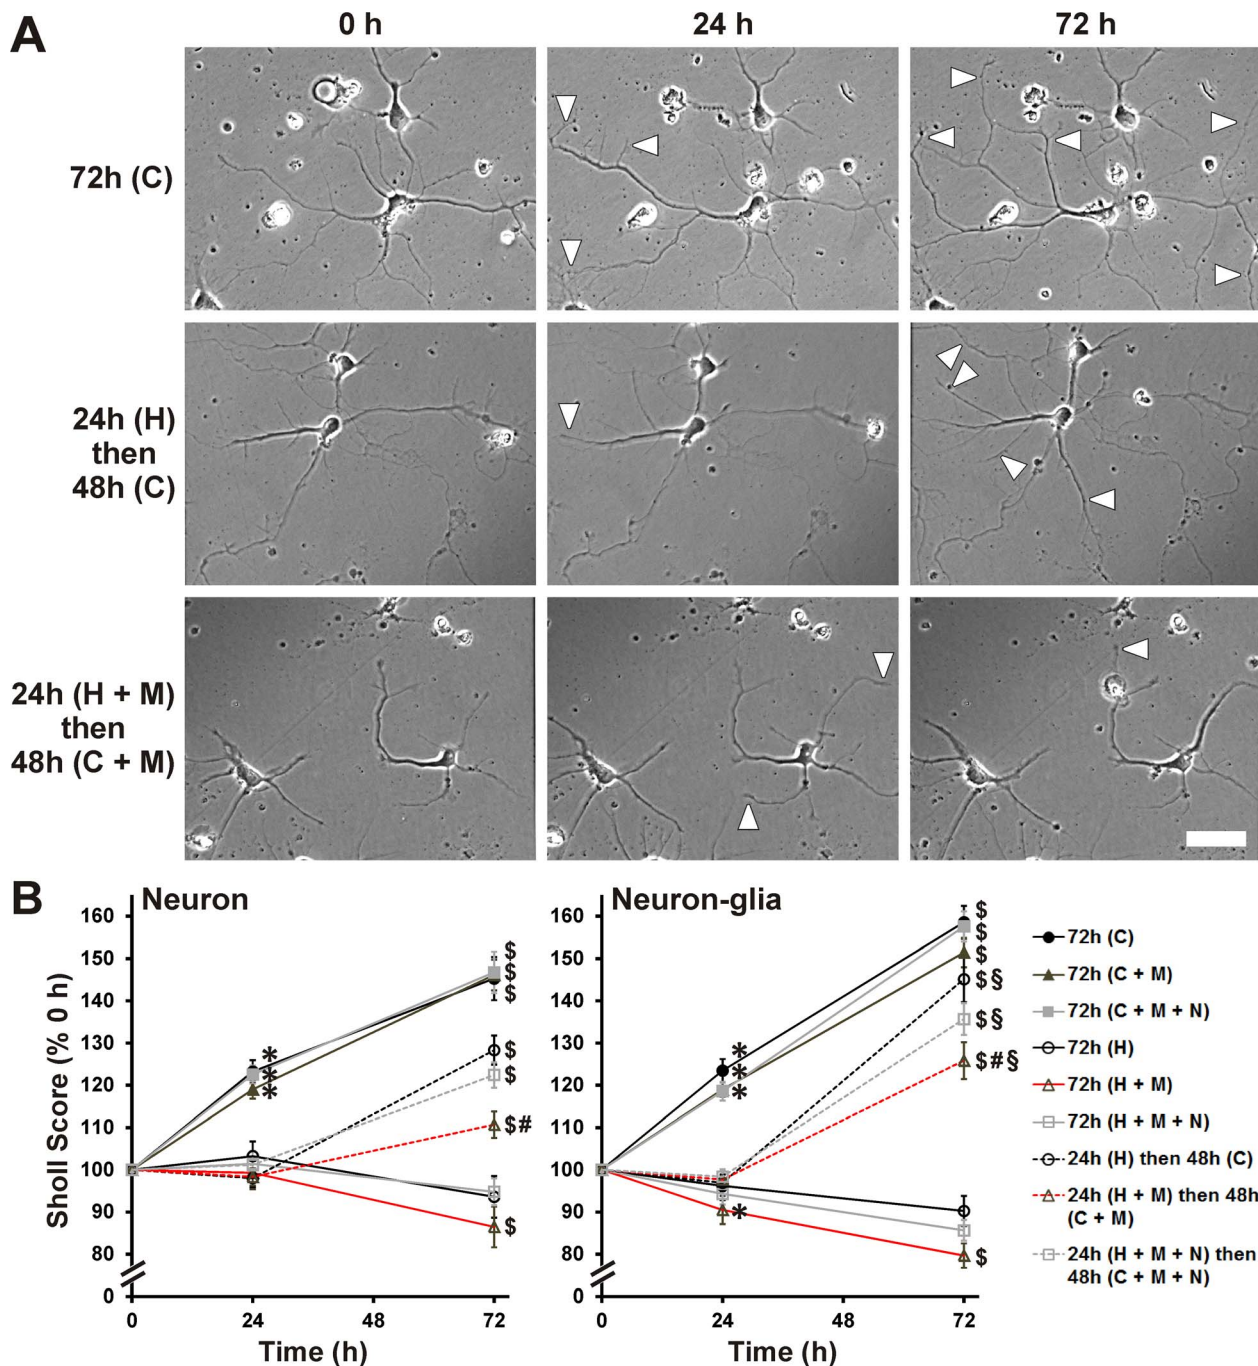 A
0 h
24 h
72 h
72h (C)
24h (H)
then
48h (C)
24h (H + M)
then
48h (C + M)
B
Neuron
Sholl Score (% 0 h)
160
150
140
130
120
110
100
90
80
0
0
24
48
72
Time (h)
*
*
*
$
$
$
$
$
$#
$
Neuron-glia
160
150
140
130
120
110
100
90
80
0
0
24
48
72
Time (h)
*
*
*
*
$
$
$
$§
$§
$#§
$
72h (C)
72h (C + M)
72h (C + M + N)
72h (H)
72h (H + M)
72h (H + M + N)
24h (H) then 48h (C)
24h (H + M) then 48h
(C + M)
24h (H + M + N) then
48h (C + M + N)